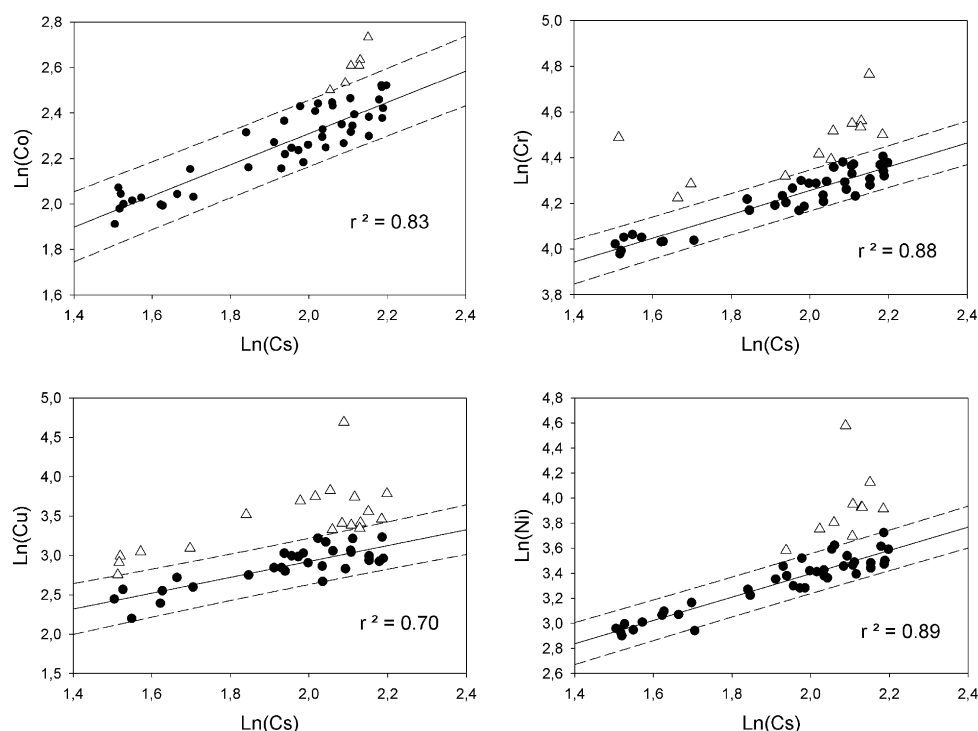 2,8
2,6
2,4
2,2
2,0
1,8
1,6
Ln(Co)
r ² = 0.83
1,4 1,6 1,8 2,0 2,2 2,4
Ln(Cs)
5,0
4,8
4,6
4,4
4,2
4,0
3,8
Ln(Cr)
r ² = 0.88
1,4 1,6 1,8 2,0 2,2 2,4
Ln(Cs)
5,0
4,5
4,0
3,5
3,0
2,5
2,0
1,5
Ln(Cu)
r ² = 0.70
1,4 1,6 1,8 2,0 2,2 2,4
Ln(Cs)
4,8
4,6
4,4
4,2
4,0
3,8
3,6
3,4
3,2
3,0
2,8
2,6
Ln(Ni)
r ² = 0.89
1,4 1,6 1,8 2,0 2,2 2,4
Ln(Cs)